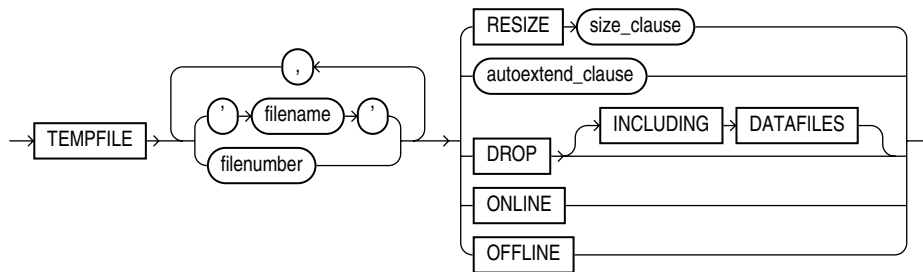 RESIZE size_clause
,
autoextend_clause
' filename '
INCLUDING DATAFILES
TEMPFILE
filenumber
DROP
ONLINE
OFFLINE